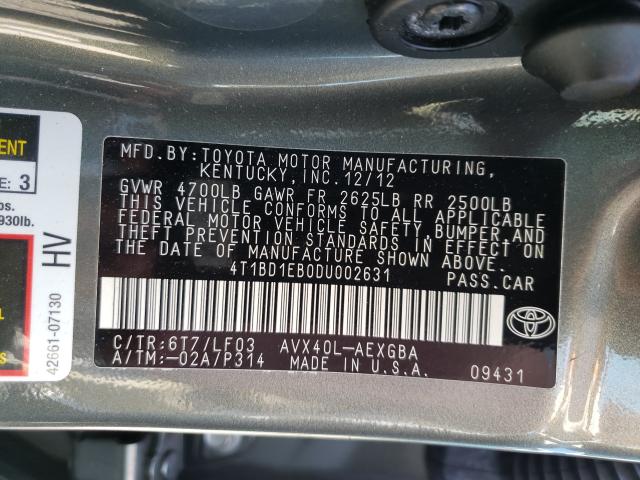 ENT
E: 3
os.
930lb.
HV
42661-07130
MFD.BY:TOYOTA MOTOR MANUFACTURING,
KENTUCKY, INC.12/12
GVWR 4700LB GAWR FR 2625LB RR 2500LB
THIS VEHICLE CONFORMS TO ALL APPLICABLE
FEDERAL MOTOR VEHICLE SAFETY, BUMPER, AND
THEFT PREVENTION STANDARDS IN EFFECT ON
THE DATE OF MANUFACTURE SHOWN ABOVE.
4T1BD1EB0DU002631 PASS.CAR
C/TR:6T7/LF03 AVX40L-AEXGBA
A/TM:-02A/P314 MADE IN U.S.A. 09431